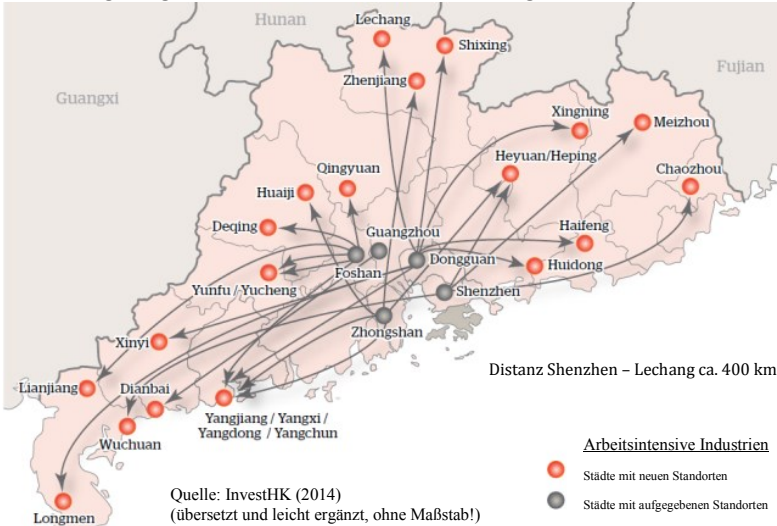 Hunan
Lechang
Shixing
Fujian
Zhenjiang
Guangxi
Xingning
Meizhou
Heyuan/Heping
Qingyuan
Chaozhou
Huaiji
Deqing
Guangzhou
Haifeng
Dongguan
Foshan
Huidong
Yunfu / Yucheng
Shenzhen
Zhongshan
Xinyi
Distanz Shenzhen – Lechang ca. 400 km
Lianjiang
Dianbai
Yangjiang / Yangxi /
Yangdong / Yangchun
Wuchuan
Arbeitsintensive Industrien
Städte mit neuen Standorten
Städte mit aufgegebenen Standorten
Quelle: InvestHK (2014)
(übersetzt und leicht ergänzt, ohne Maßstab!)
Longmen